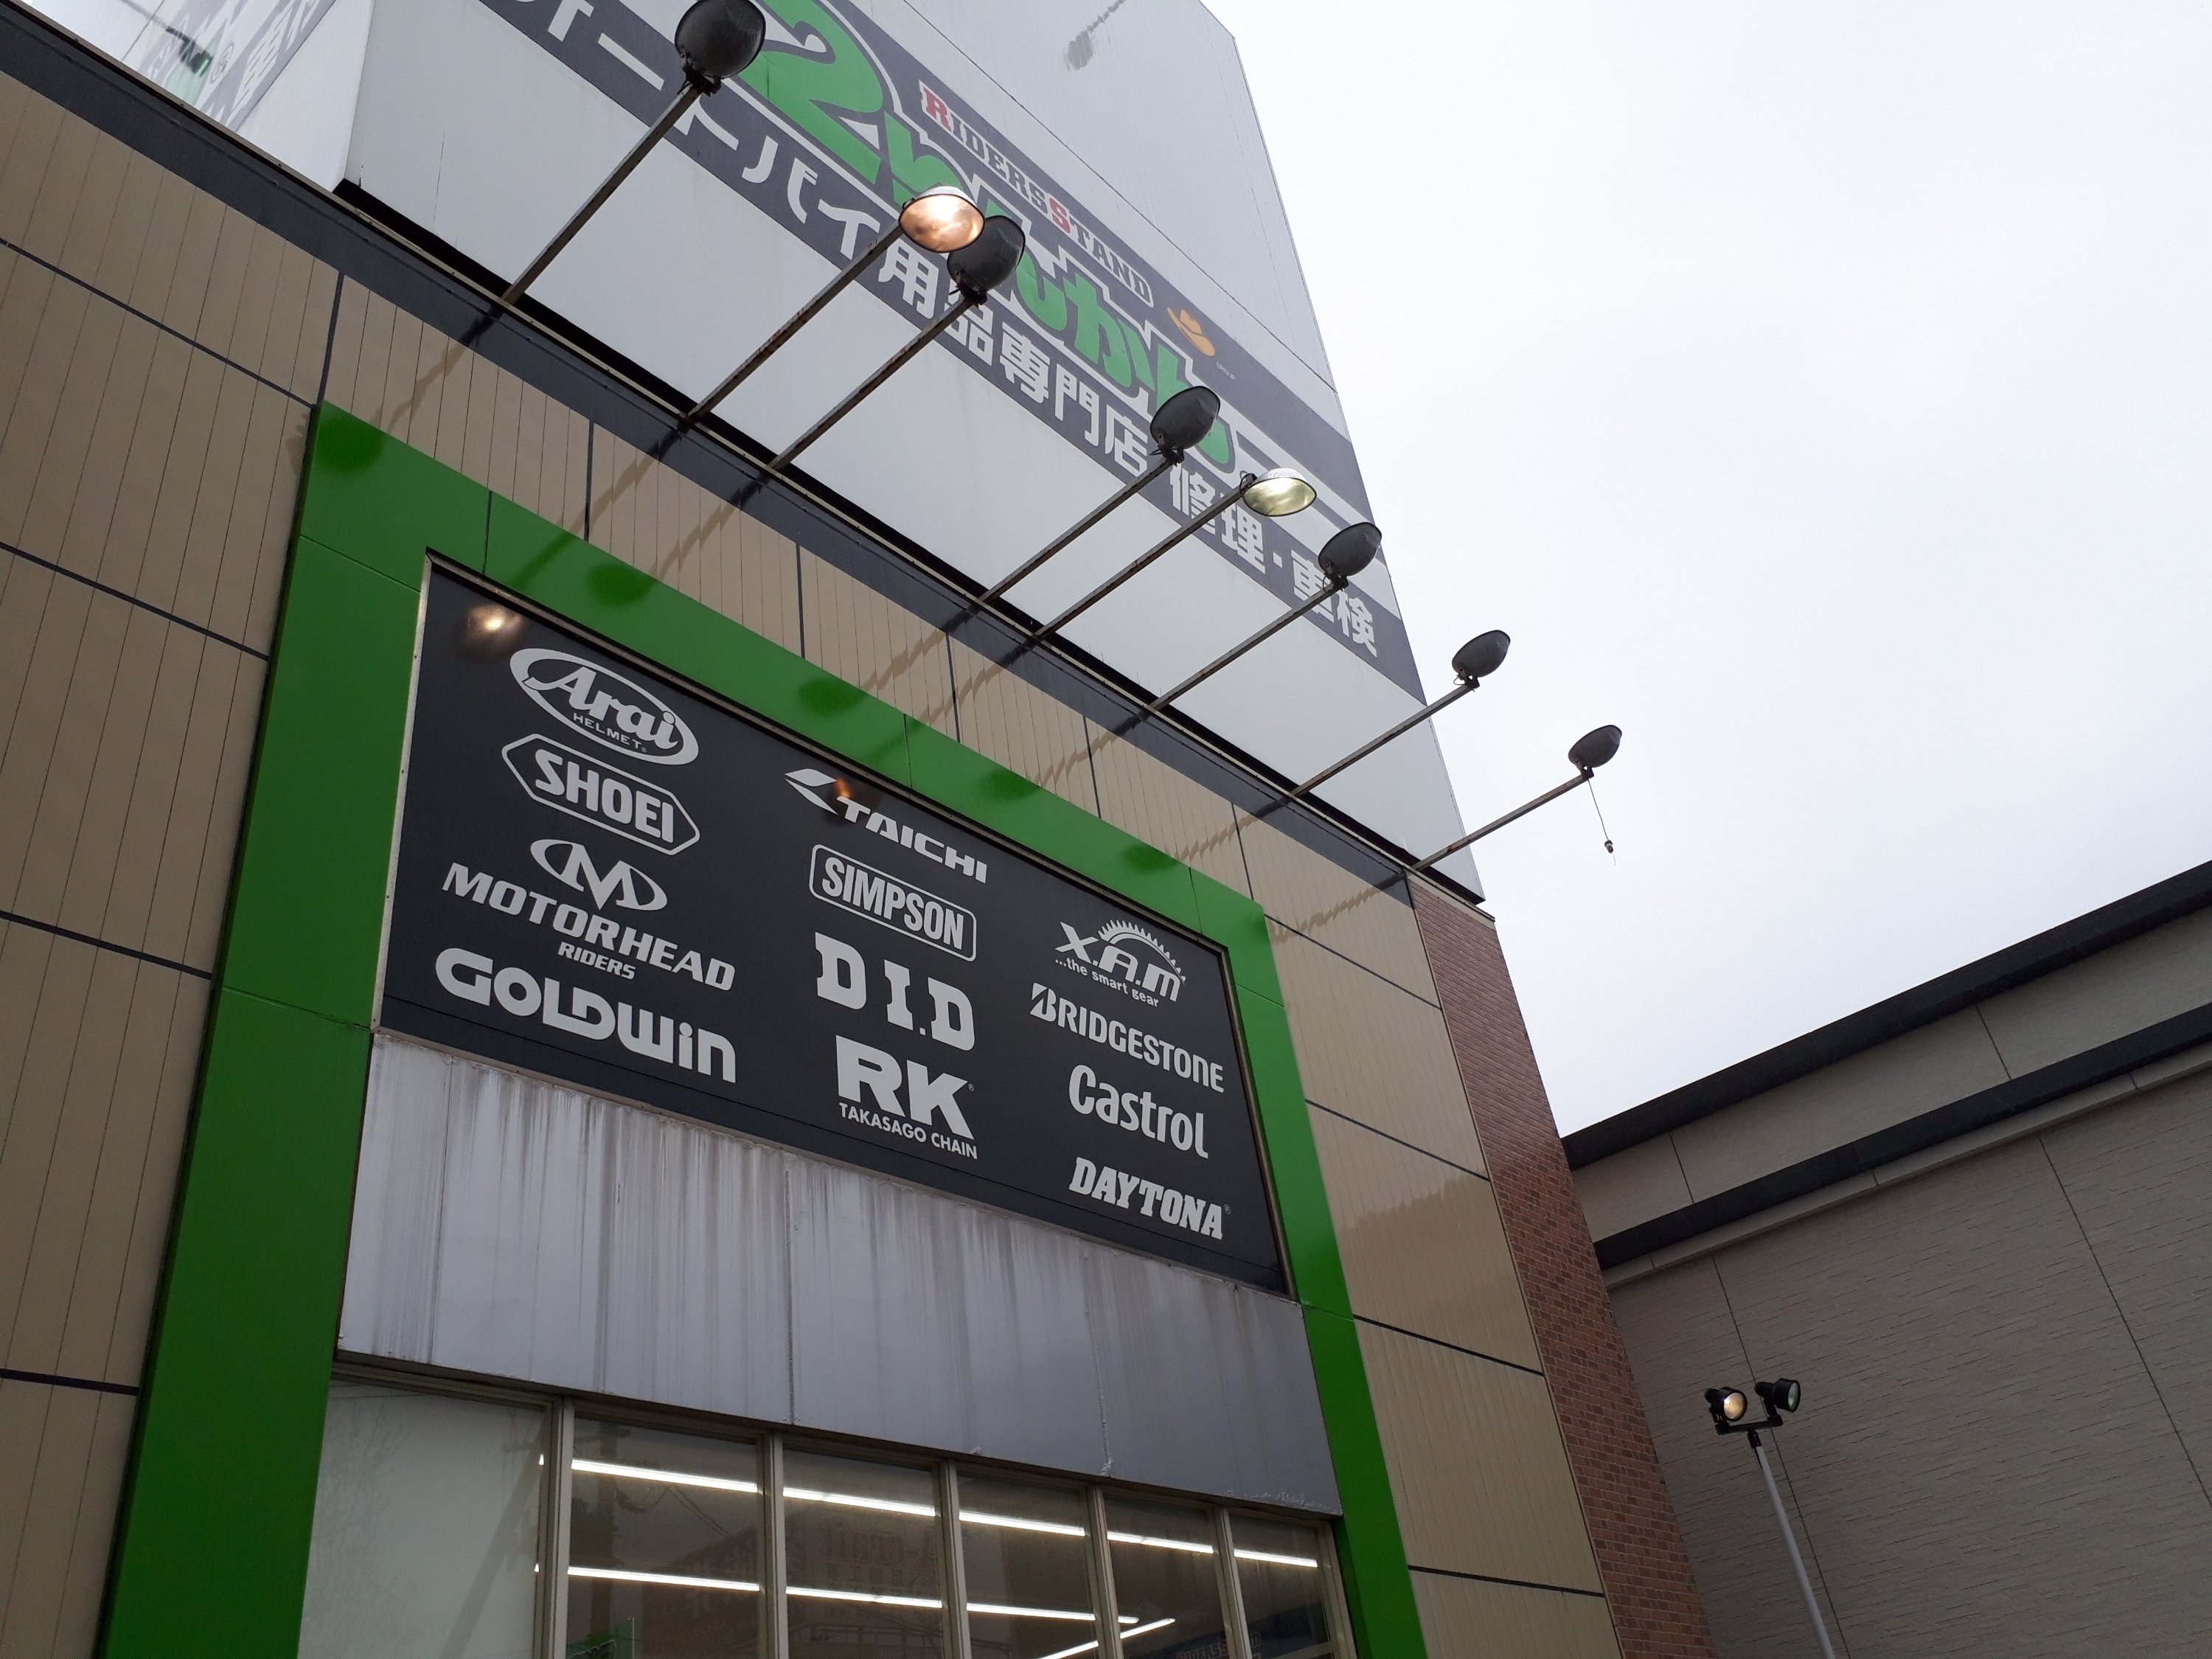 RIDERS STAND
2りんかん
オートバイ用品専門店 修理・車検
Arai
HELMET
SHOEI
MOTORHEAD
RIDERS
GOLDWIN
TAICHI
SIMPSON
D.I.D
RK
TAKASAGO CHAIN
X.A.M
...the smart gear
BRIDGESTONE
Castrol
DAYTONA